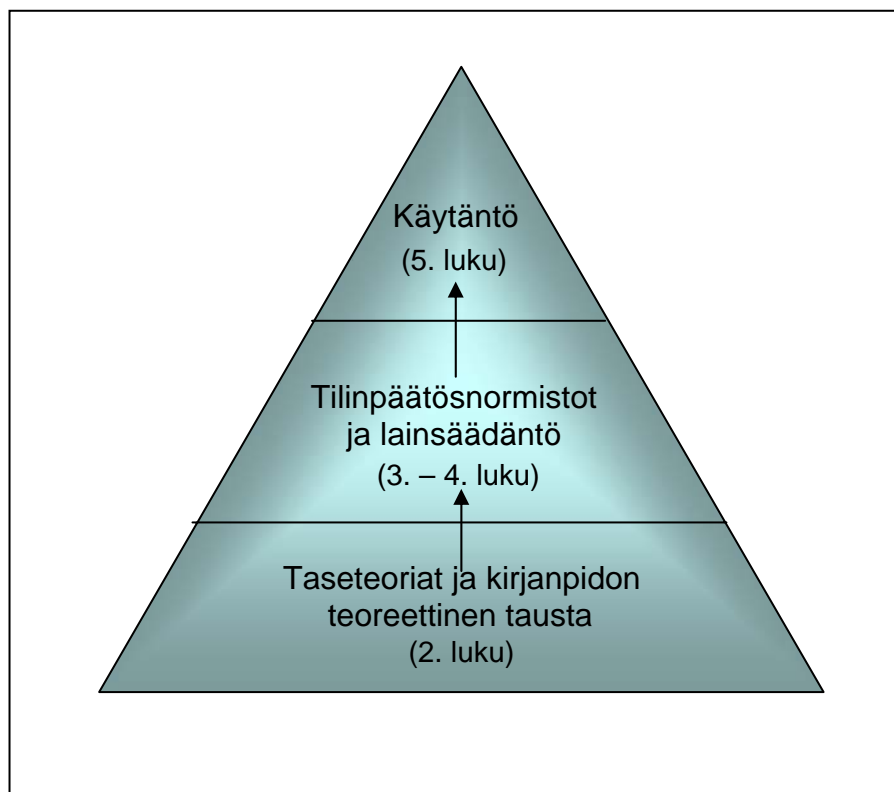 Käytäntö
(5. luku)
Tilinpäätösnormistot
ja lainsäädäntö
(3. – 4. luku)
Taseteoriat ja kirjanpidon
teoreettinen tausta
(2. luku)